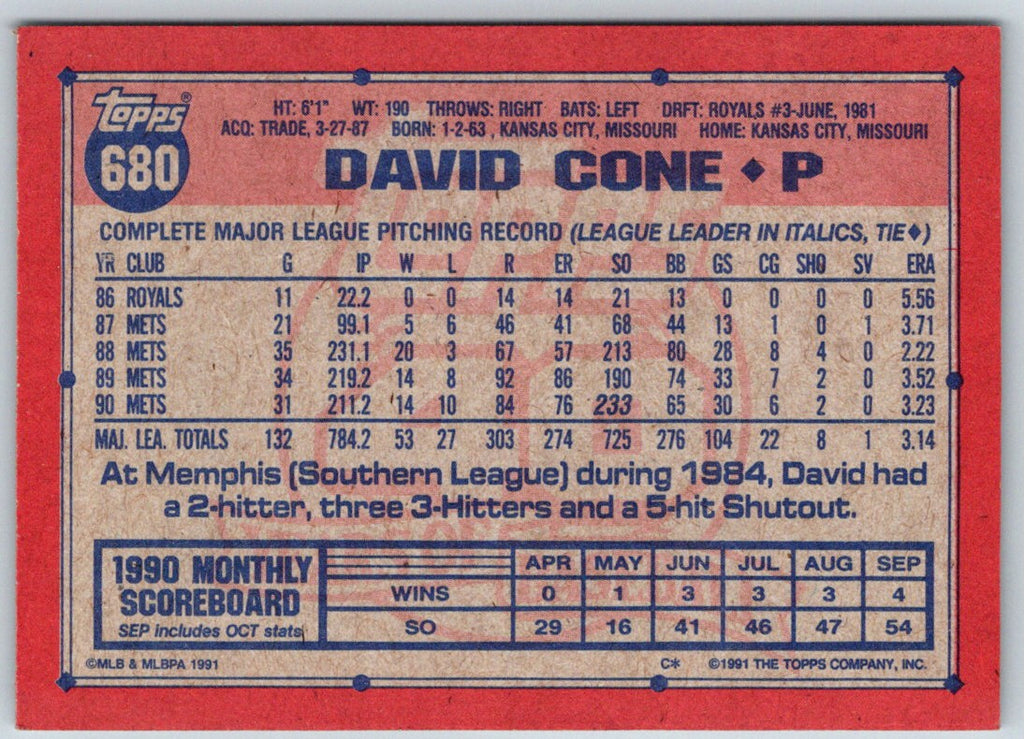 topps®
680
HT: 6'1" WT: 190 THROWS: RIGHT BATS: LEFT DRFT: ROYALS #3-JUNE, 1981
ACQ: TRADE, 3-27-87 BORN: 1-2-63, KANSAS CITY, MISSOURI HOME: KANSAS CITY, MISSOURI
DAVID CONE ◆ P
COMPLETE MAJOR LEAGUE PITCHING RECORD (LEAGUE LEADER IN ITALICS, TIE◆)
YR CLUB G IP W L R ER SO BB GS CG SHO SV ERA
86 ROYALS 11 22.2 0 0 14 14 21 13 0 0 0 0 5.56
87 METS 21 99.1 5 6 46 41 68 44 13 1 0 1 3.71
88 METS 35 231.1 20 3 67 57 213 80 28 8 4 0 2.22
89 METS 34 219.2 14 8 92 86 190 74 33 7 2 0 3.52
90 METS 31 211.2 14 10 84 76 233 65 30 6 2 0 3.23
MAJ. LEA. TOTALS 132 784.2 53 27 303 274 725 276 104 22 8 1 3.14
At Memphis (Southern League) during 1984, David had
a 2-hitter, three 3-Hitters and a 5-hit Shutout.
1990 MONTHLY
SCOREBOARD
SEP includes OCT stats
APR MAY JUN JUL AUG SEP
WINS 0 1 3 3 3 4
SO 29 16 41 46 47 54
©MLB & MLBPA 1991 C* ©1991 THE TOPPS COMPANY, INC.